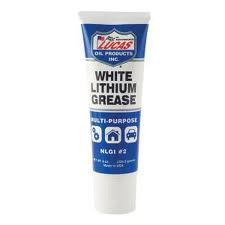 LUCAS
OIL PRODUCTS
INC.
WHITE
LITHIUM
GREASE
MULTI-PURPOSE
NLGI #2